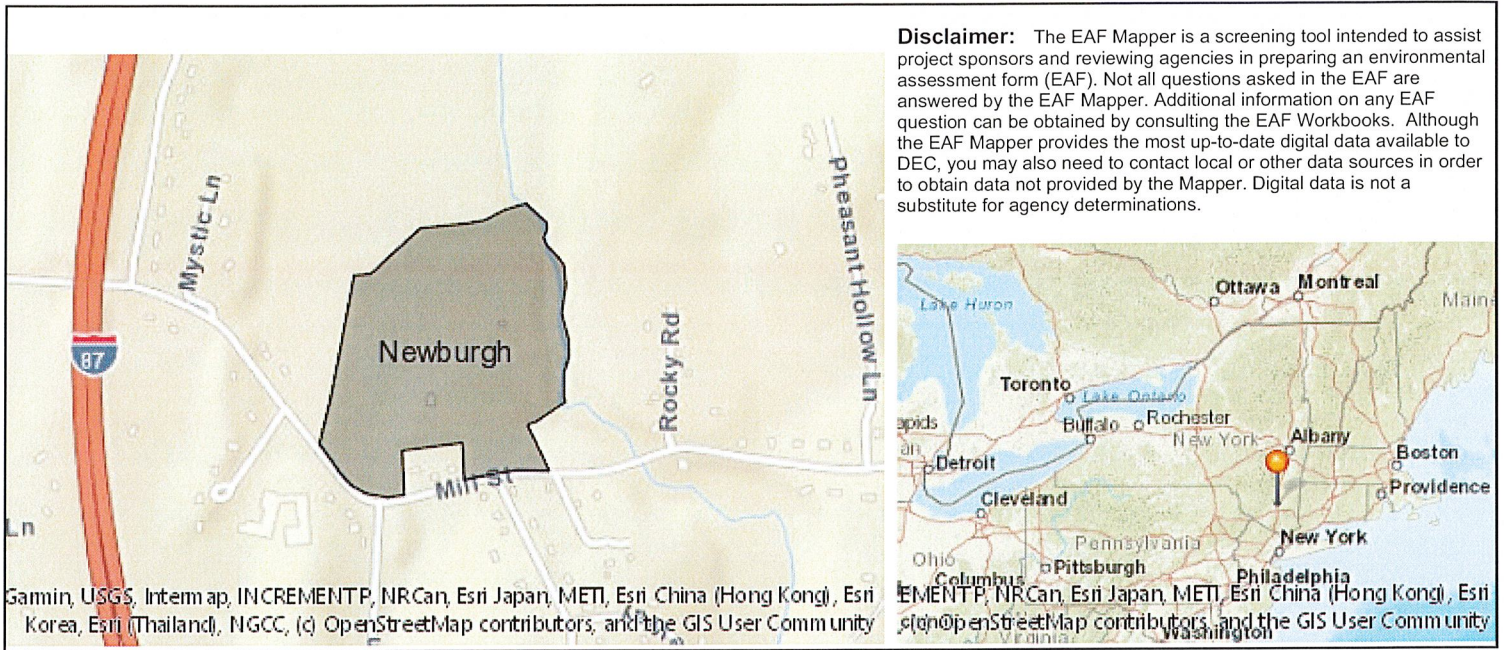 Disclaimer: The EAF Mapper is a screening tool intended to assist
project sponsors and reviewing agencies in preparing an environmental
assessment form (EAF). Not all questions asked in the EAF are
answered by the EAF Mapper. Additional information on any EAF
question can be obtained by consulting the EAF Workbooks. Although
the EAF Mapper provides the most up-to-date digital data available to
DEC, you may also need to contact local or other data sources in order
to obtain data not provided by the Mapper. Digital data is not a
substitute for agency determinations.
Mystic Ln
Pheasant Hollow Ln
87
Newburgh
Rocky Rd
Mill St
Ln
Garmin, USGS, Intermap, INCREMENT P, NRCan, Esri Japan, METI, Esri China (Hong Kong), Esri
Korea, Esri (Thailand), NGCC, (c) OpenStreetMap contributors, and the GIS User Community
Ottawa
Montreal
Maine
Lake Huron
Toronto
Lake Ontario
Rochester
Buffalo
New York
Albany
apids
Detroit
Boston
Providence
Cleveland
New York
Pennsylvania
Ohio
Pittsburgh
Columbus
Philadelphia
EMENT P, NRCan, Esri Japan, METI, Esri China (Hong Kong), Esri
(c) OpenStreetMap contributors, and the GIS User Community
Washington
Virginia